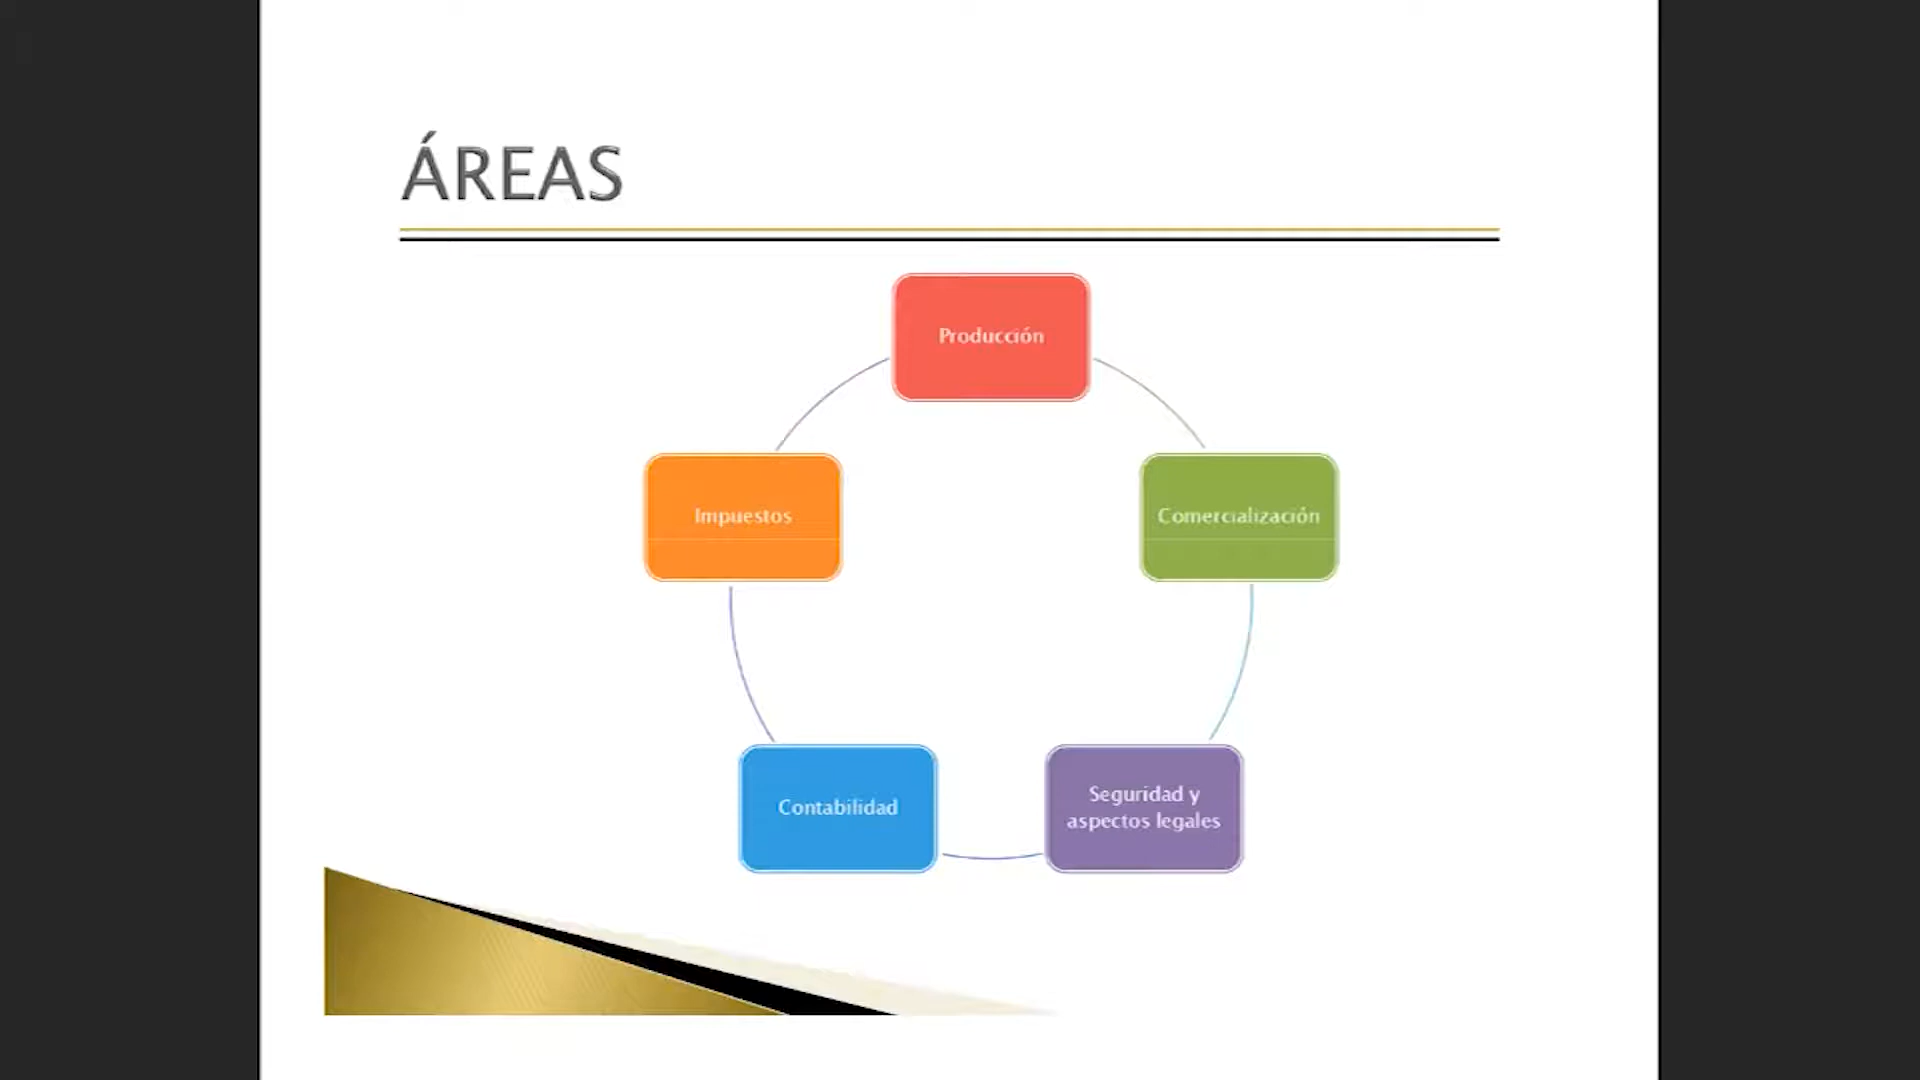 ÁREAS
Producción
Impuestos
Comercialización
Contabilidad
Seguridad y
aspectos legales